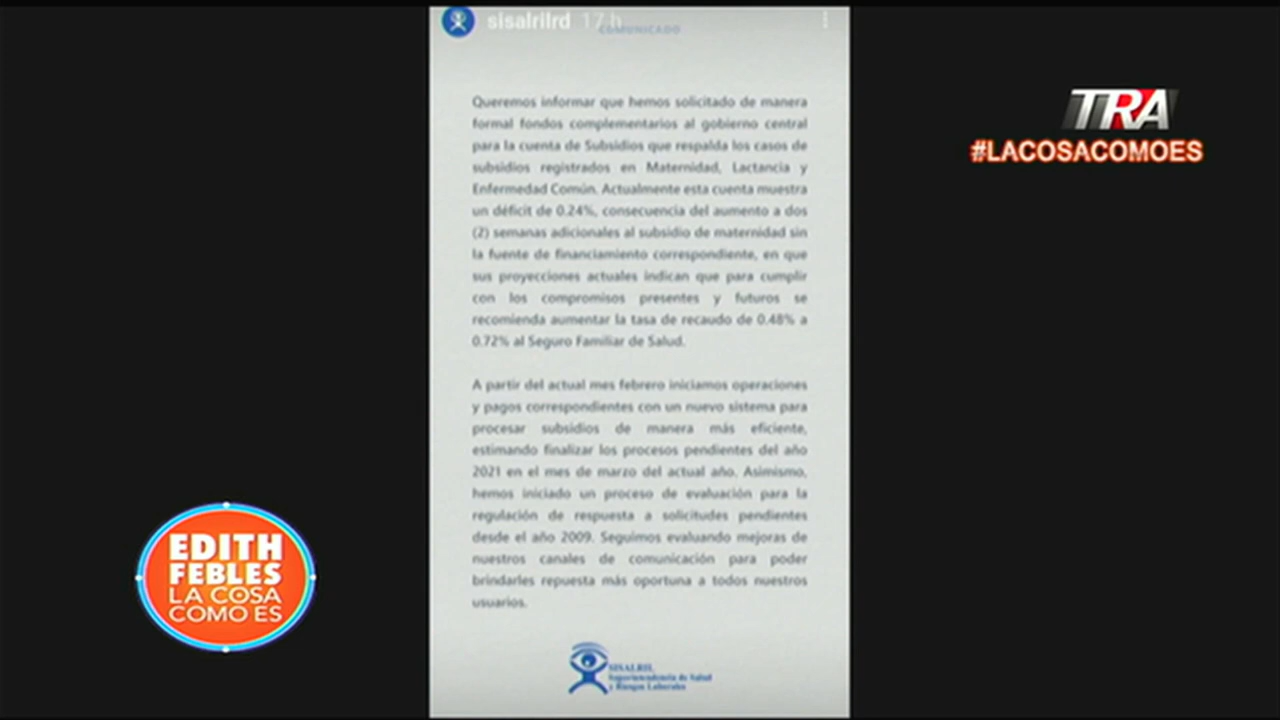 sisalrilrd 17 h
COMUNICADO
Queremos informar que hemos solicitado de manera
formal fondos complementarios al gobierno central
para la cuenta de Subsidios que respalda los casos de
subsidios registrados en Maternidad, Lactancia y
Enfermedad Común. Actualmente esta cuenta muestra
un déficit de 0.24%, consecuencia del aumento a dos
(2) semanas adicionales al subsidio de maternidad sin
la fuente de financiamiento correspondiente, en que
sus proyecciones actuales indican que para cumplir
con los compromisos presentes y futuros se
recomienda aumentar la tasa de recaudo de 0.48% a
0.72% al Seguro Familiar de Salud.
A partir del actual mes febrero iniciamos operaciones
y pagos correspondientes con un nuevo sistema para
procesar subsidios de manera más eficiente,
estimando finalizar los procesos pendientes del año
2021 en el mes de marzo del actual año. Asimismo,
hemos iniciado un proceso de evaluación para la
regulación de respuesta a solicitudes pendientes
desde el año 2009. Seguimos evaluando mejoras de
nuestros canales de comunicación para poder
brindarles repuesta más oportuna a todos nuestros
usuarios.
SISALRIL
Superintendencia de Salud
y Riesgos Laborales
TRA
#LACOSACOMOES
EDITH
FEBLES
LA COSA
COMO ES